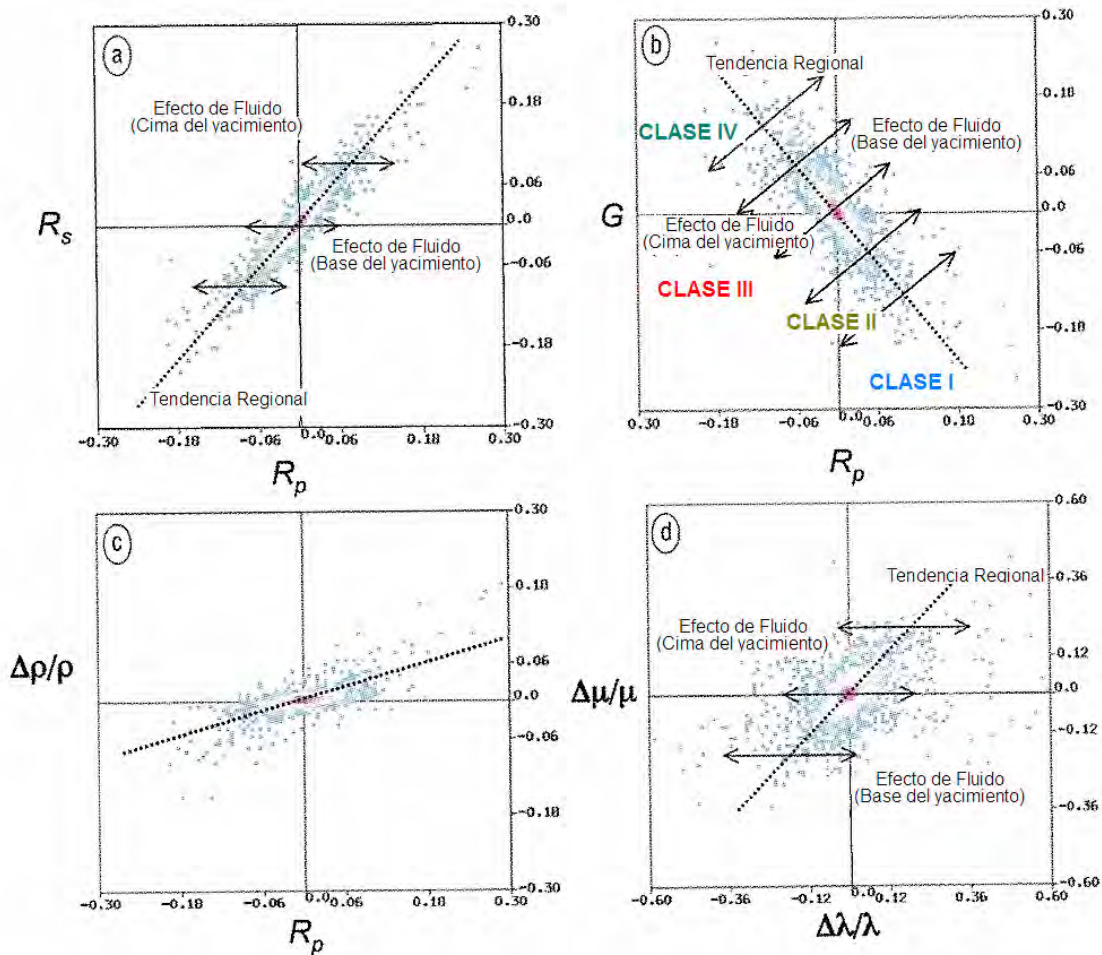 a
0.30
0.18
0.06
0.0
-0.06
-0.18
-0.30
Efecto de Fluido
(Cima del yacimiento)
Rs
Efecto de Fluido
(Base del yacimiento)
Tendencia Regional
-0.30 -0.18 -0.06 0.0 0.06 0.18 0.30
Rp
b
0.30
0.18
0.06
0.0
-0.06
-0.18
-0.30
Tendencia Regional
CLASE IV
Efecto de Fluido
(Base del yacimiento)
G
Efecto de Fluido
(Cima del yacimiento)
CLASE III
CLASE II
CLASE I
0.30 -0.18 -0.06 0.0 0.06 0.18 0.30
Rp
c
0.30
0.18
0.06
0.0
-0.06
-0.18
-0.30
Δρ/ρ
-0.30 -0.18 -0.06 0.0 0.06 0.18 0.30
Rp
d
0.60
0.36
0.12
0.0
-0.12
-0.36
-0.60
Tendencia Regional
Efecto de Fluido
(Cima del yacimiento)
Δμ/μ
Efecto de Fluido
(Base del yacimiento)
-0.60 -0.36 -0.12 0.0 0.12 0.36 0.60
Δλ/λ